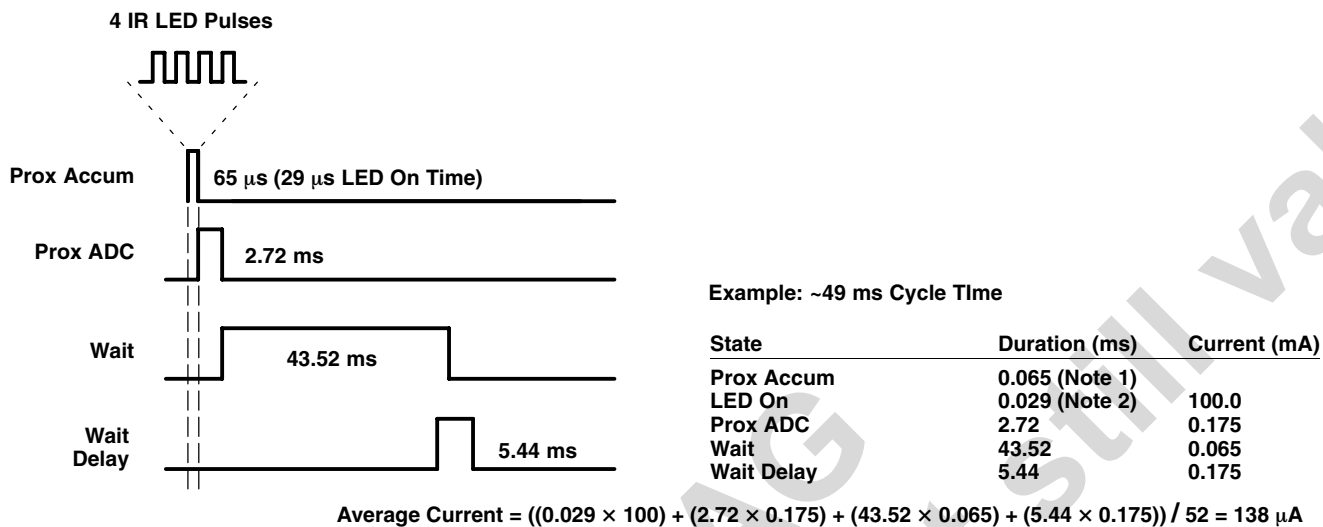 4 IR LED Pulses
Prox Accum
65 μs (29 μs LED On Time)
Prox ADC
2.72 ms
Wait
43.52 ms
Wait
Delay
5.44 ms
Example: ~49 ms Cycle TIme
State Duration (ms) Current (mA)
Prox Accum 0.065 (Note 1)
LED On 0.029 (Note 2) 100.0
Prox ADC 2.72 0.175
Wait 43.52 0.065
Wait Delay 5.44 0.175
Average Current = ((0.029 × 100) + (2.72 × 0.175) + (43.52 × 0.065) + (5.44 × 0.175)) / 52 = 138 μA
AG
still va